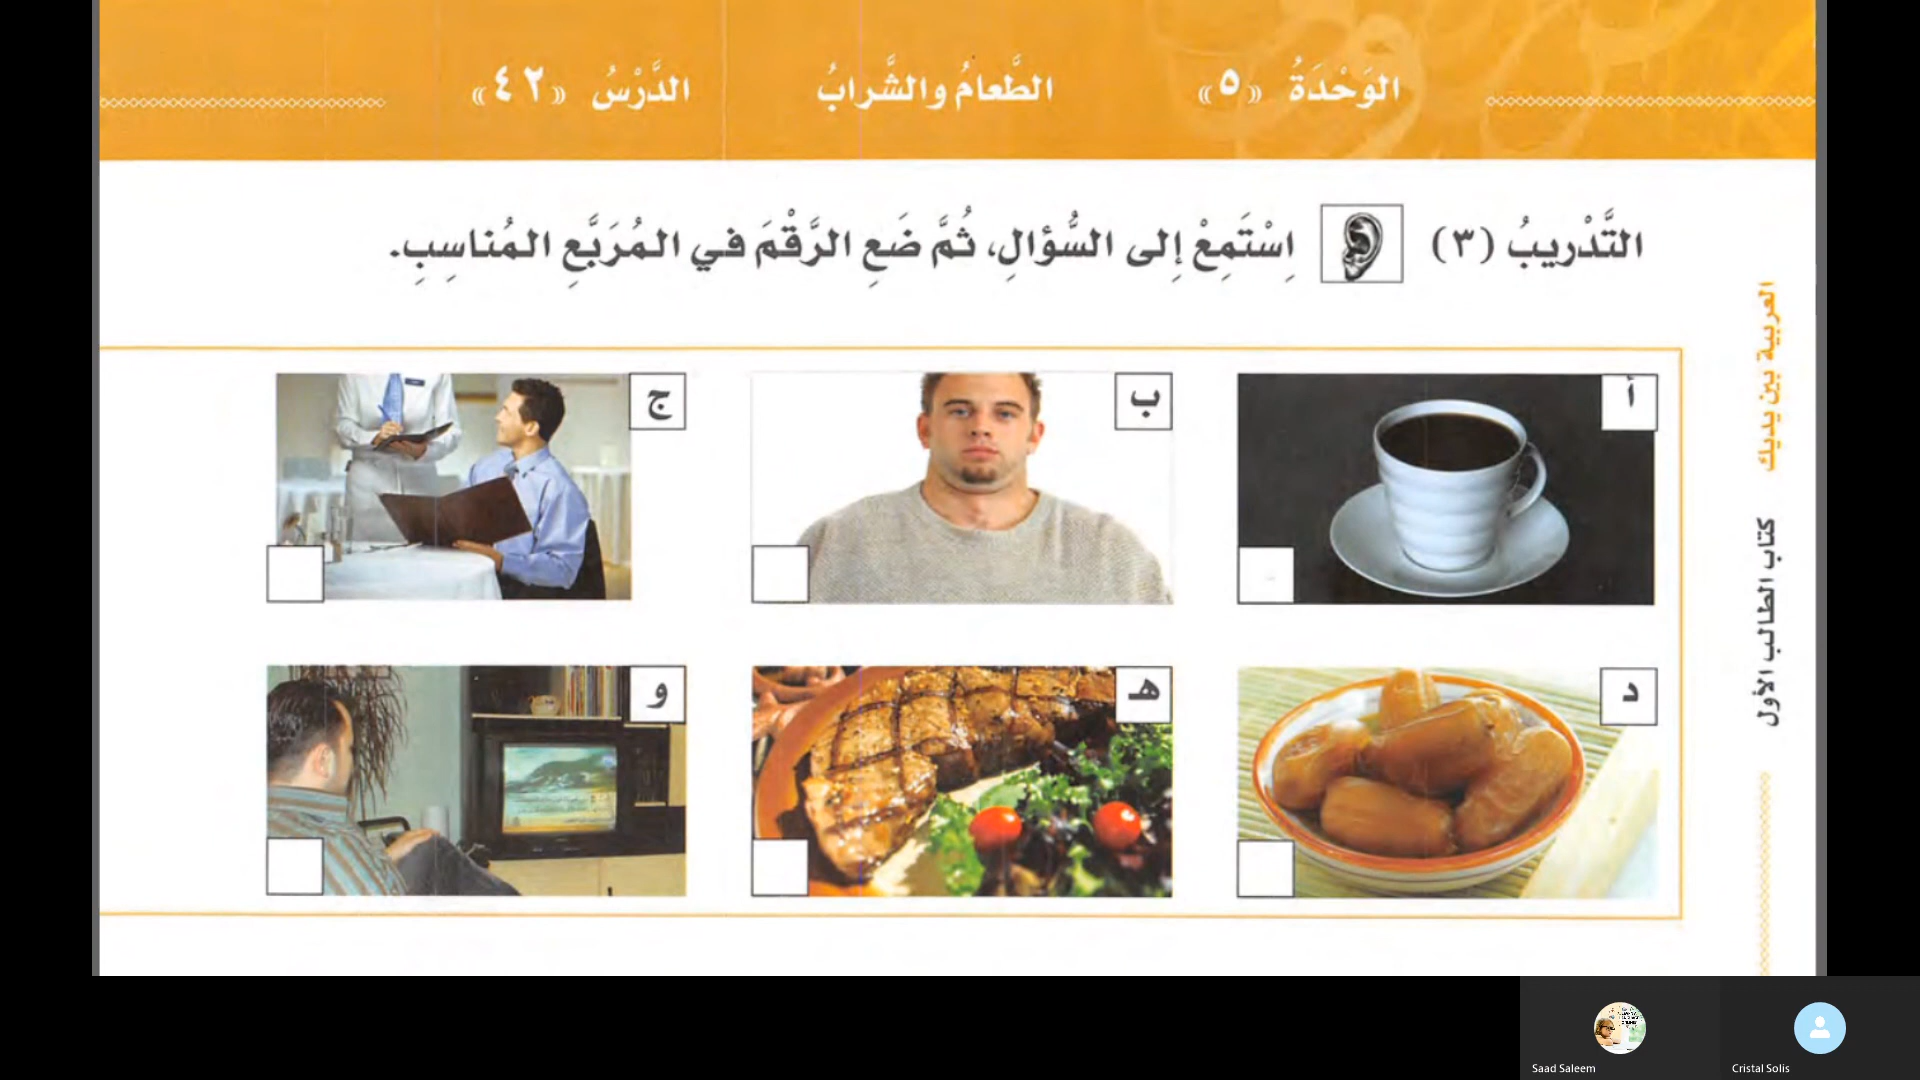 الوَحْدَةُ «٥» الطَّعامُ والشَّرابُ الدَّرْسُ «٤٢»
التَّدْرِيبُ (٣) اِسْتَمِعْ إِلى السُّؤالِ، ثُمَّ ضَعِ الرَّقْمَ في المُرَبَّعِ المُناسِبِ.
أ
ب
ج
د
هـ
و
العربية بين يديك
كتاب الطالب الأول
Saad Saleem
Cristal Solis